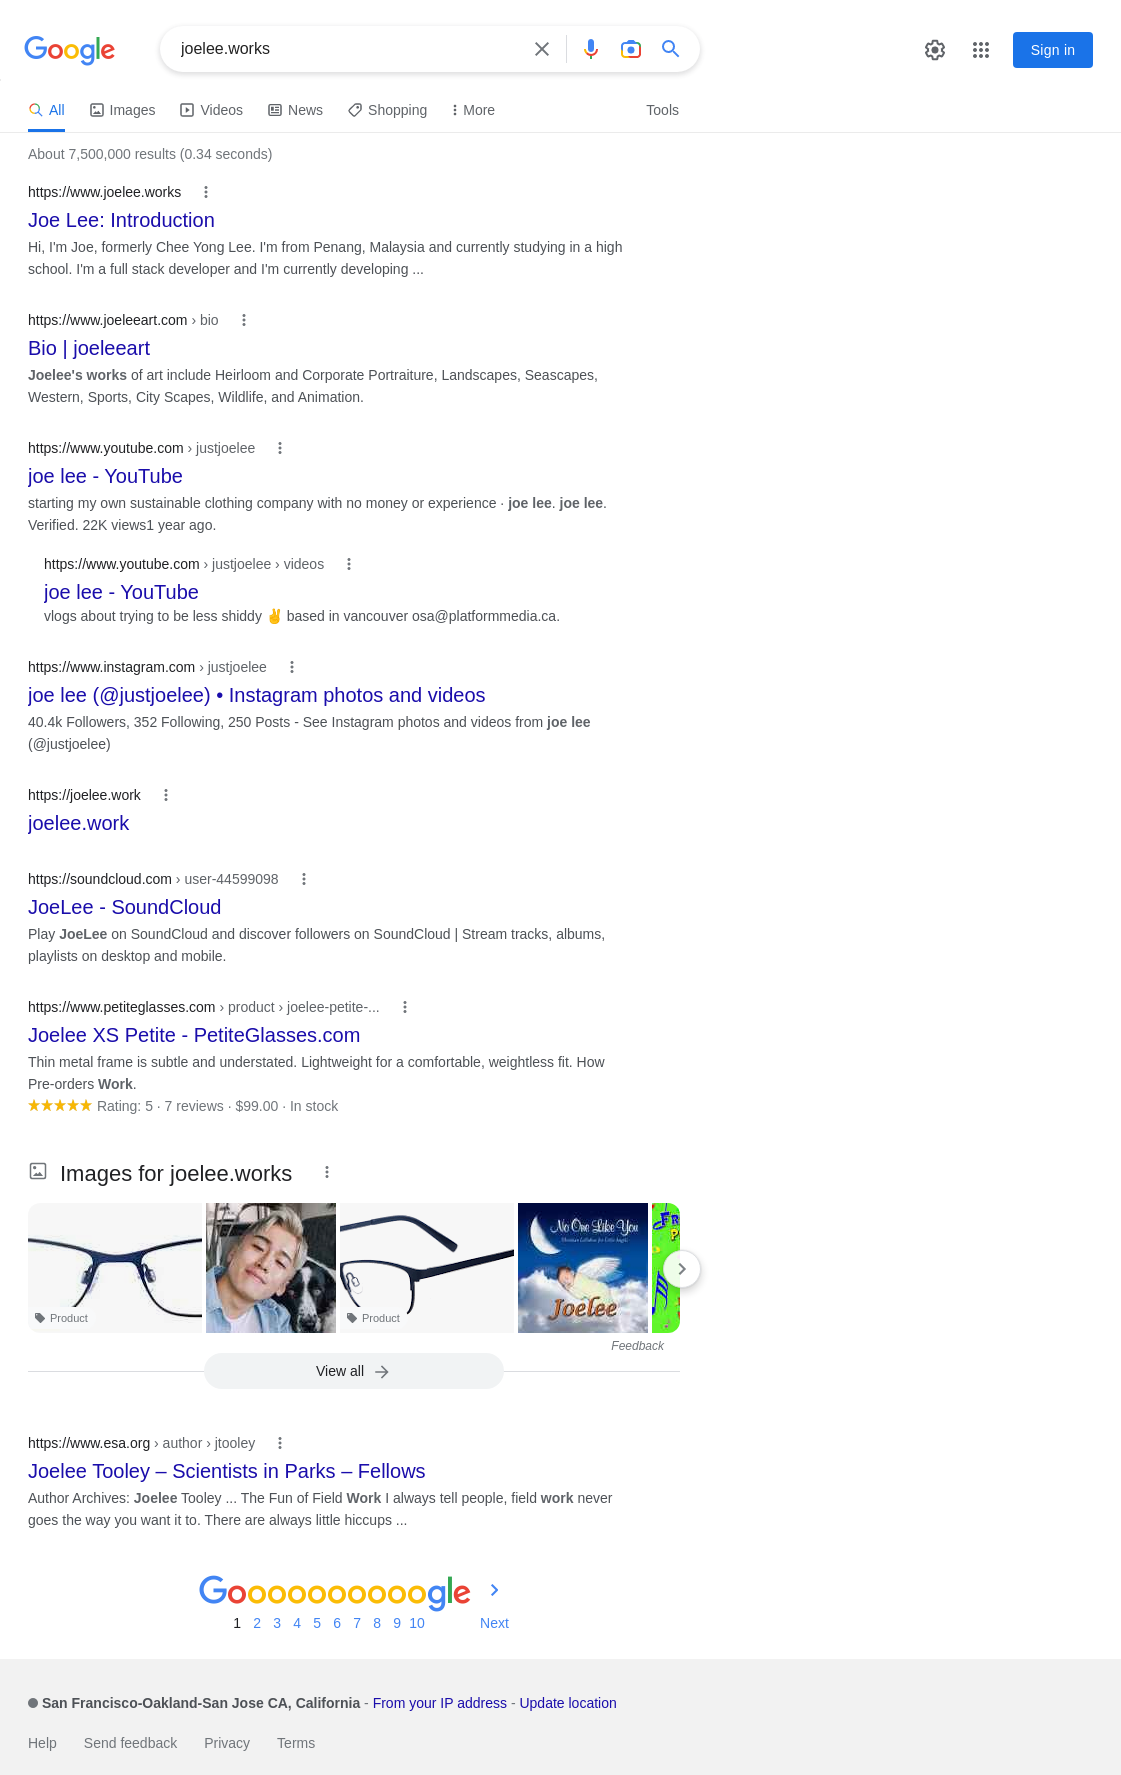 Google
joelee.works
Sign in
All Images Videos News Shopping More Tools
About 7,500,000 results (0.34 seconds)
https://www.joelee.works
Joe Lee: Introduction
Hi, I'm Joe, formerly Chee Yong Lee. I'm from Penang, Malaysia and currently studying in a high
school. I'm a full stack developer and I'm currently developing ...
https://www.joeleeart.com › bio
Bio | joeleeart
Joelee's works of art include Heirloom and Corporate Portraiture, Landscapes, Seascapes,
Western, Sports, City Scapes, Wildlife, and Animation.
https://www.youtube.com › justjoelee
joe lee - YouTube
starting my own sustainable clothing company with no money or experience · joe lee. joe lee.
Verified. 22K views1 year ago.
https://www.youtube.com › justjoelee › videos
joe lee - YouTube
vlogs about trying to be less shiddy ✌ based in vancouver osa@platformmedia.ca.
https://www.instagram.com › justjoelee
joe lee (@justjoelee) • Instagram photos and videos
40.4k Followers, 352 Following, 250 Posts - See Instagram photos and videos from joe lee
(@justjoelee)
https://joelee.work
joelee.work
https://soundcloud.com › user-44599098
JoeLee - SoundCloud
Play JoeLee on SoundCloud and discover followers on SoundCloud | Stream tracks, albums,
playlists on desktop and mobile.
https://www.petiteglasses.com › product › joelee-petite-...
Joelee XS Petite - PetiteGlasses.com
Thin metal frame is subtle and understated. Lightweight for a comfortable, weightless fit. How
Pre-orders Work.
Rating: 5 · 7 reviews · $99.00 · In stock
Images for joelee.works
No One Like You
Christian Lullabies for Little Angels
Joelee
Product
Product
Feedback
View all
https://www.esa.org › author › jtooley
Joelee Tooley – Scientists in Parks – Fellows
Author Archives: Joelee Tooley ... The Fun of Field Work I always tell people, field work never
goes the way you want it to. There are always little hiccups ...
Goooooooooogle
1 2 3 4 5 6 7 8 9 10 Next
San Francisco-Oakland-San Jose CA, California - From your IP address - Update location
Help Send feedback Privacy Terms